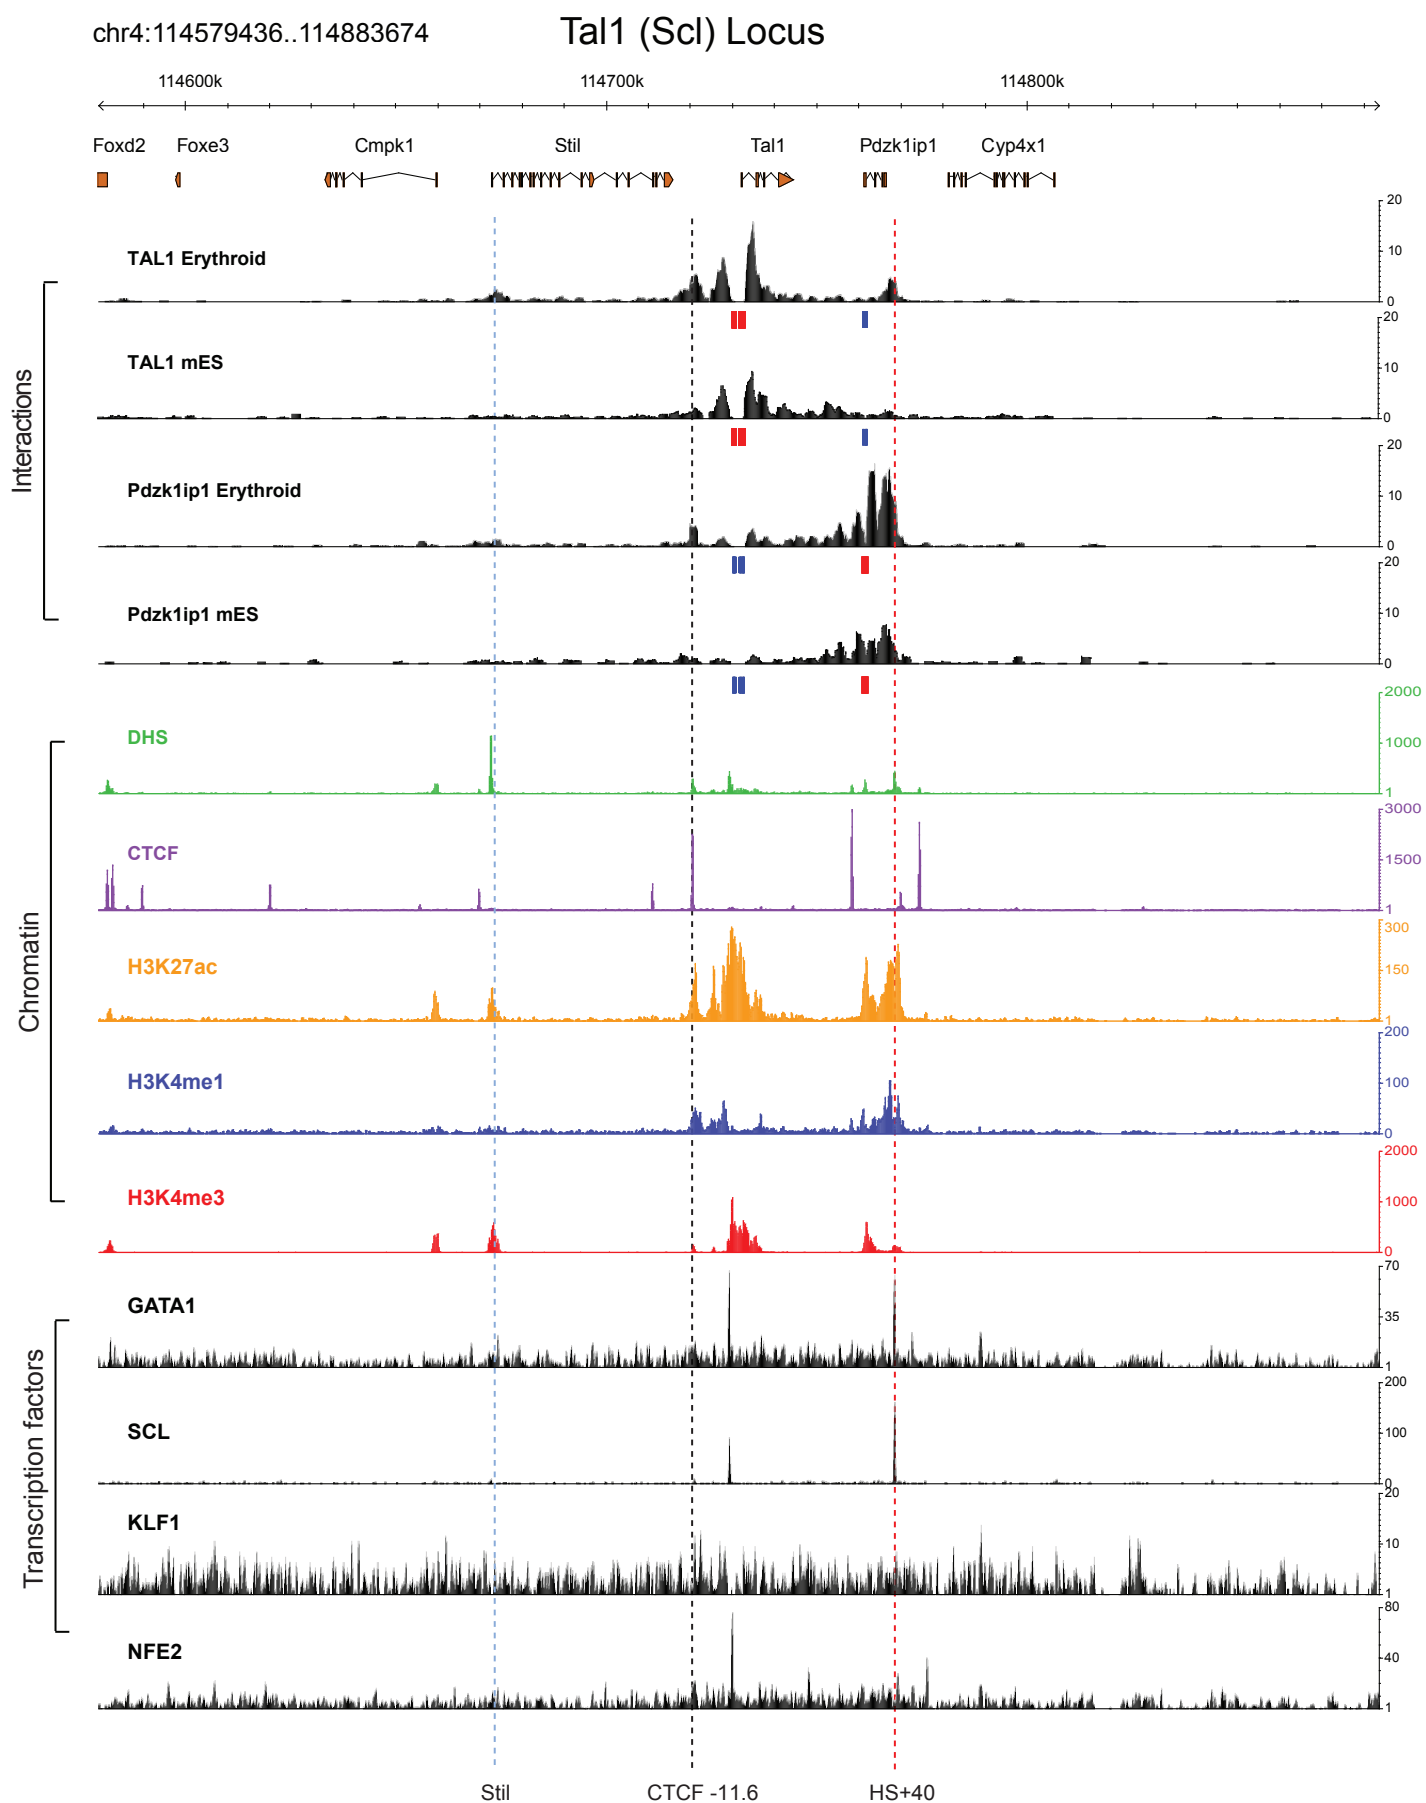 chr4:114579436..114883674 Tal1 (Scl) Locus
114600k 114700k 114800k
Foxd2 Foxe3 Cmpk1 Stil Tal1 Pdzk1ip1 Cyp4x1
Interactions
TAL1 Erythroid
20
10
0
TAL1 mES
20
10
0
Pdzk1ip1 Erythroid
20
10
0
Pdzk1ip1 mES
20
10
0
Chromatin
DHS
2000
1000
1
CTCF
3000
1500
1
H3K27ac
300
150
1
H3K4me1
200
100
0
H3K4me3
2000
1000
0
Transcription factors
GATA1
70
35
1
SCL
200
100
0
KLF1
20
10
1
NFE2
80
40
1
Stil CTCF -11.6 HS+40